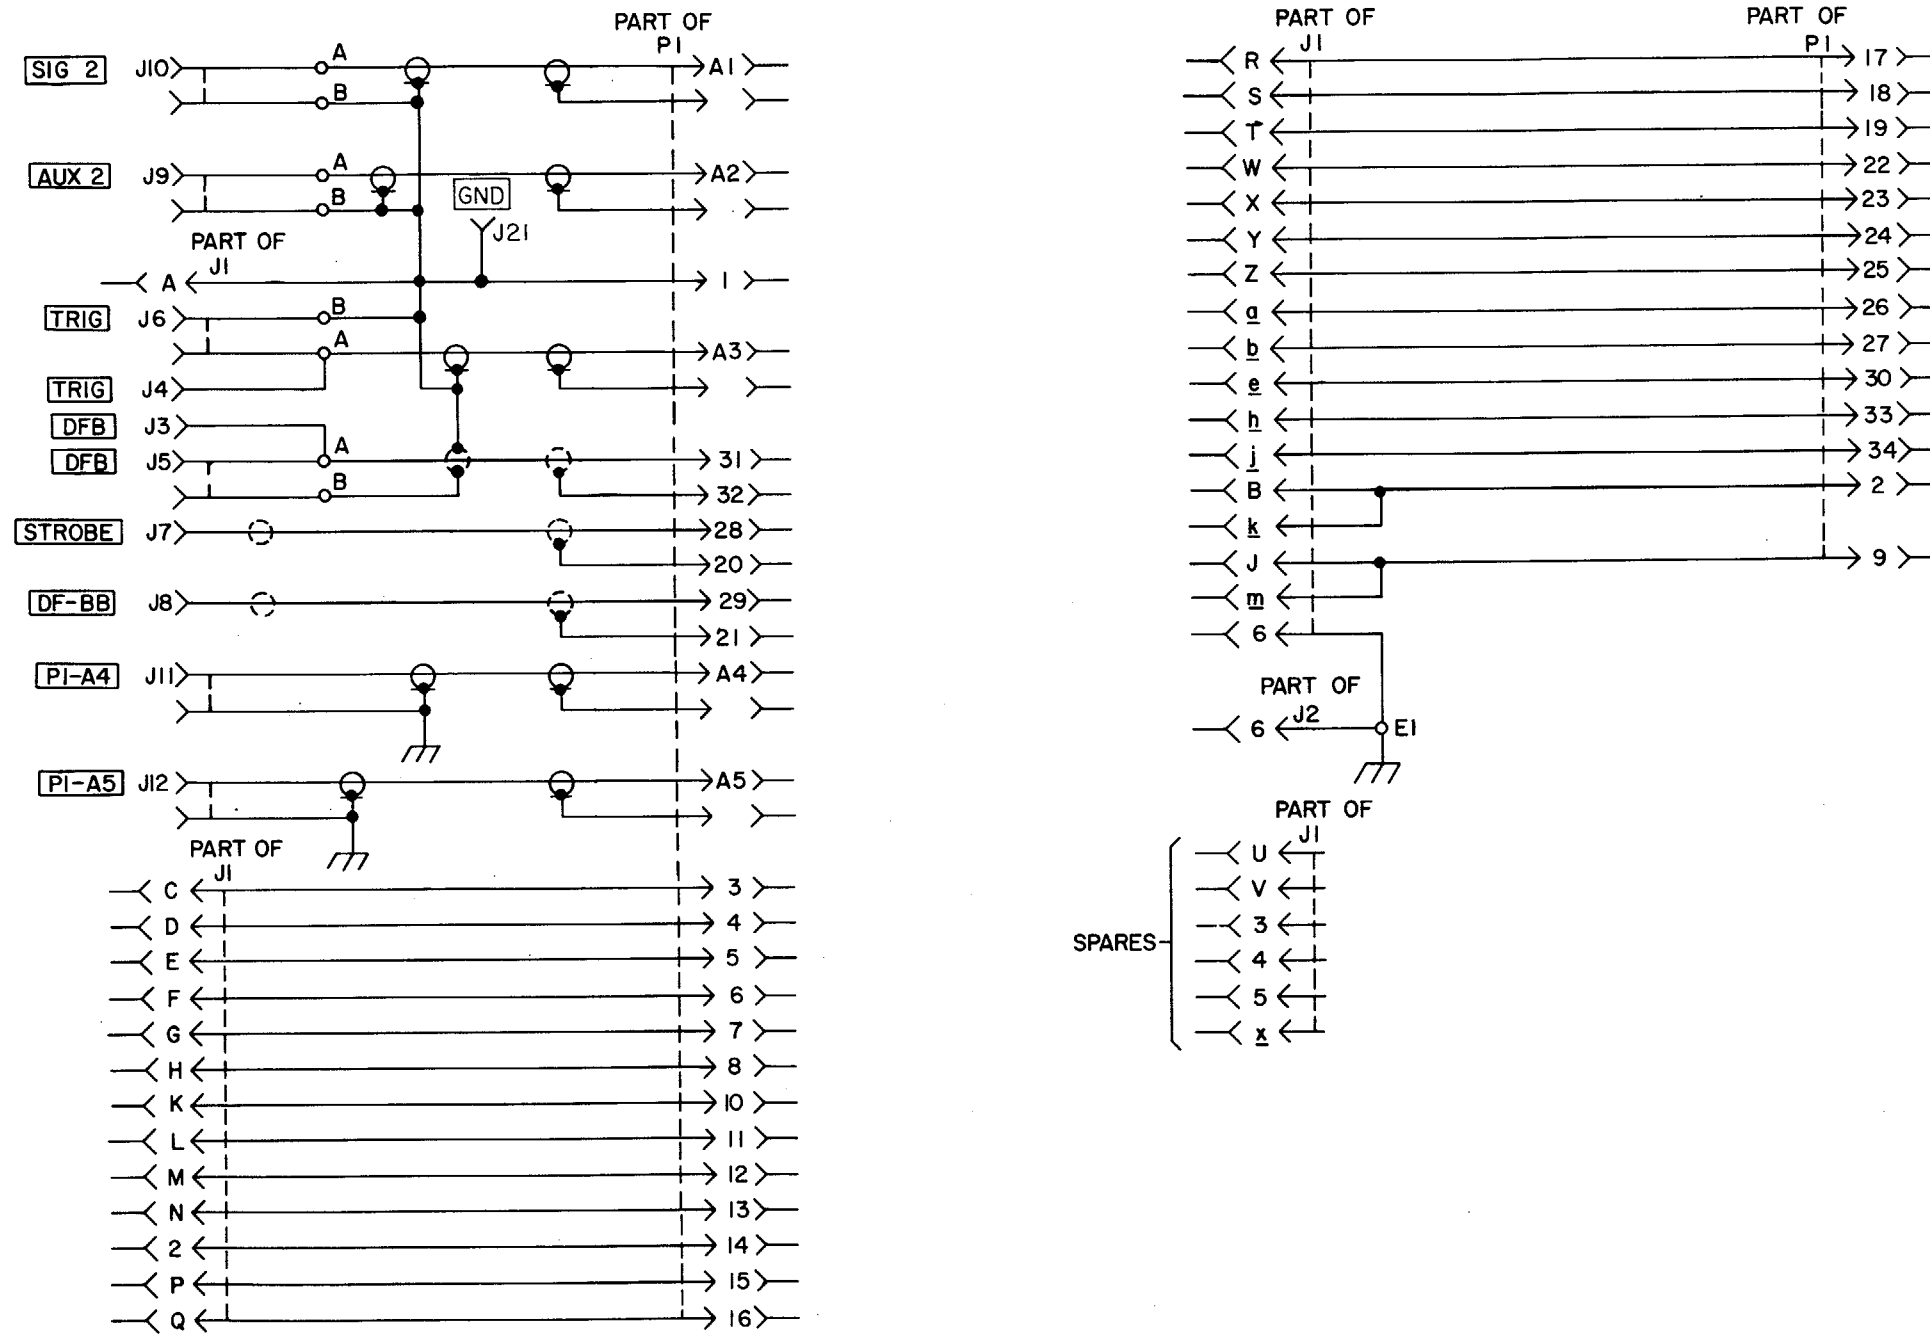 PART OF
P1
SIG 2 J10 A A1
B
AUX 2 J9 A A2
B GND
J21
PART OF
J1
A 1
TRIG J6 B
A A3
TRIG J4
DFB J3
DFB J5 A 31
B 32
STROBE J7 28
20
DF-BB J8 29
21
P1-A4 J11 A4
P1-A5 J12 A5
PART OF
J1
C 3
D 4
E 5
F 6
G 7
H 8
K 10
L 11
M 12
N 13
2 14
P 15
Q 16
PART OF PART OF
J1 P1
R 17
S 18
T 19
W 22
X 23
Y 24
Z 25
a 26
b 27
e 30
h 33
j 34
B 2
k
J 9
m
6
PART OF
J2
6 E1
PART OF
J1
U
V
3
SPARES
4
5
x